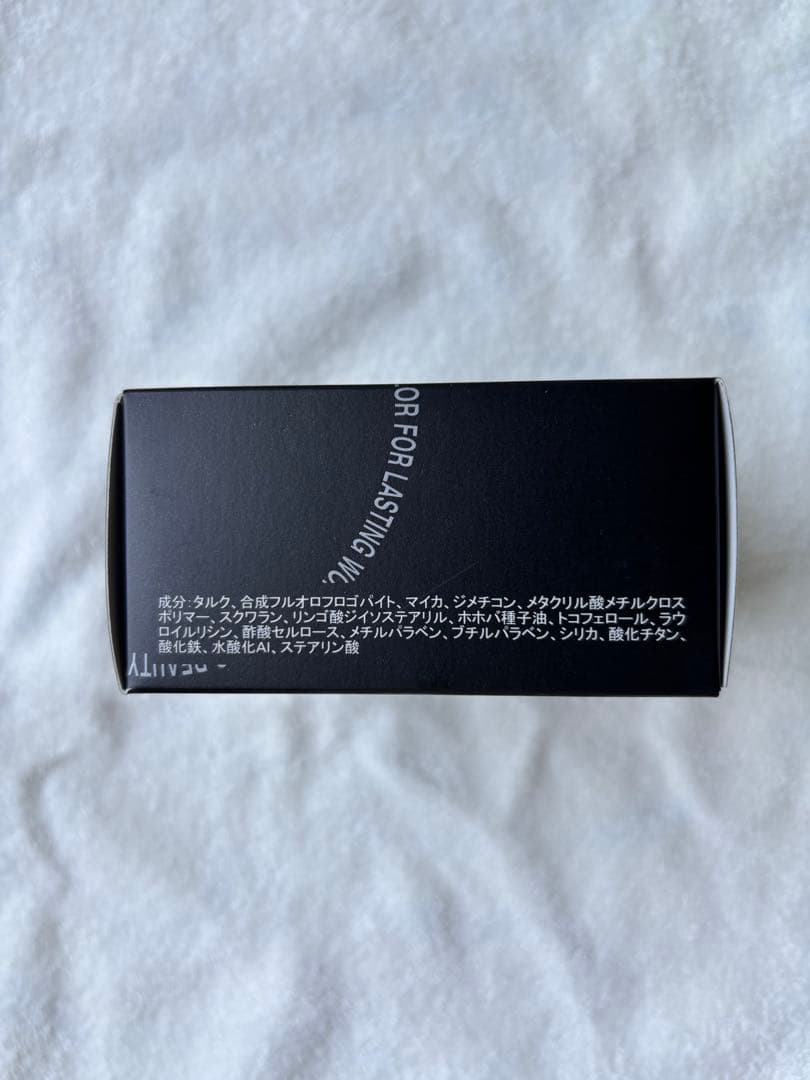 LOR FOR LASTING WO.
成分:タルク、合成フルオロフロゴパイト、マイカ、ジメチコン、メタクリル酸メチルクロス
ポリマー、スクワラン、リンゴ酸ジイソステアリル、ホホバ種子油、トコフェロール、ラウ
ロイルリシン、酢酸セルロース、メチルパラベン、ブチルパラベン、シリカ、酸化チタン、
酸化鉄、水酸化Al、ステアリン酸
BEAUTY